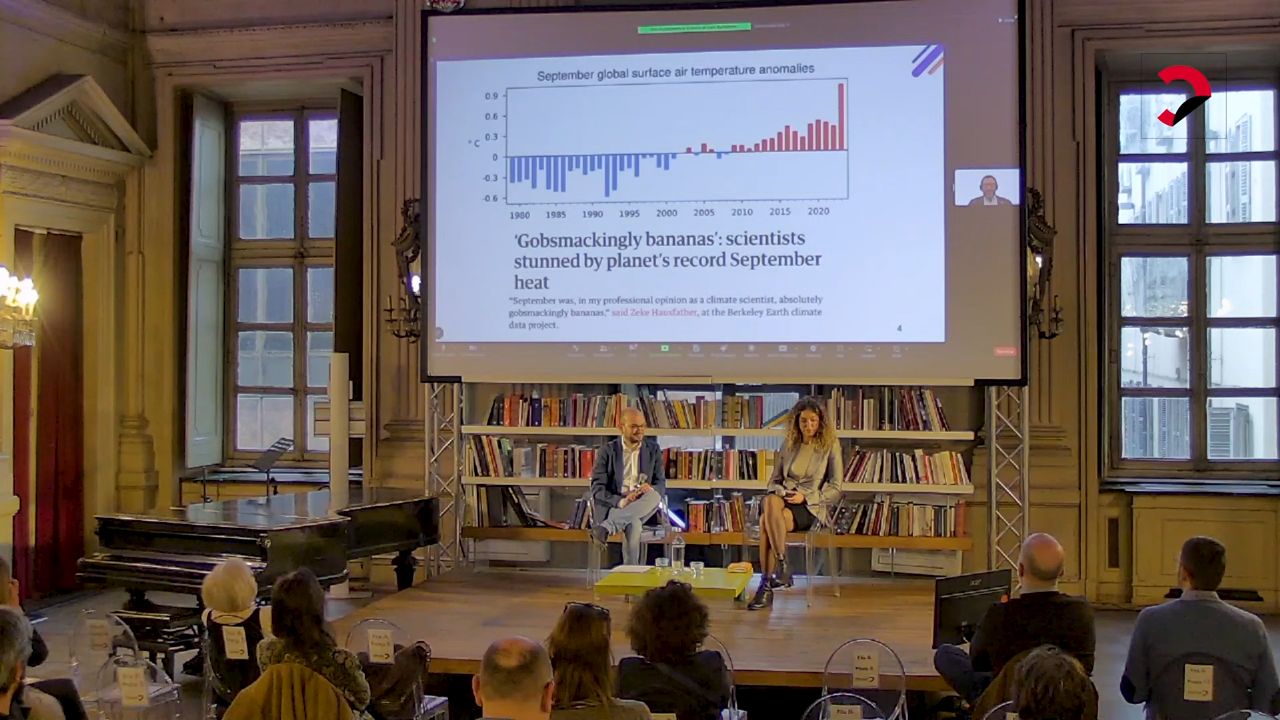 September global surface air temperature anomalies
0.9
0.6
0.3
0
-0.3
-0.6
°C
1980 1985 1990 1995 2000 2005 2010 2015 2020
‘Gobsmackingly bananas’: scientists
stunned by planet’s record September
heat
“September was, in my professional opinion as a climate scientist, absolutely
gobsmackingly bananas,” said Zeke Hausfather, at the Berkeley Earth climate
data project.
4